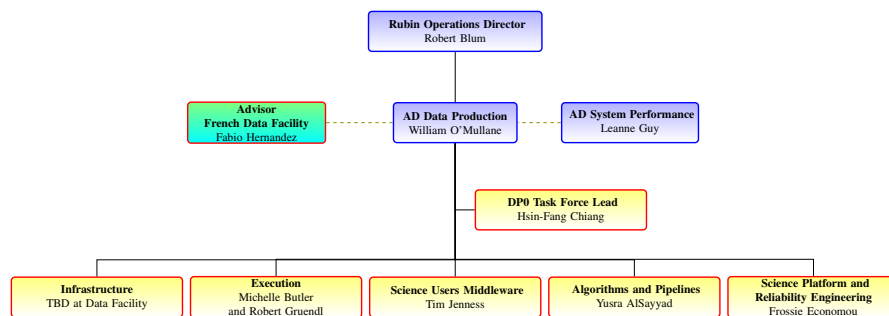 Rubin Operations Director
Robert Blum
Advisor
French Data Facility
Fabio Hernandez
AD Data Production
William O'Mullane
AD System Performance
Leanne Guy
DP0 Task Force Lead
Hsin-Fang Chiang
Infrastructure
TBD at Data Facility
Execution
Michelle Butler
and Robert Gruendl
Science Users Middleware
Tim Jenness
Algorithms and Pipelines
Yusra AlSayyad
Science Platform and
Reliability Engineering
Frossie Economou